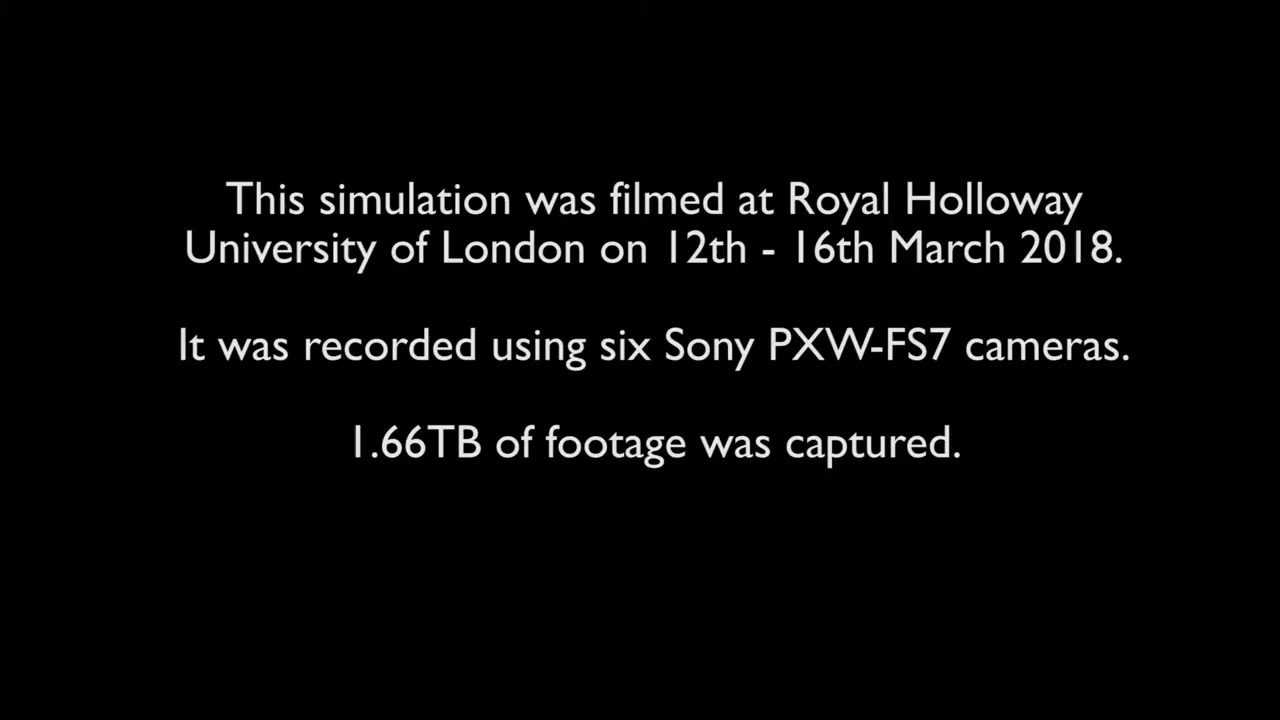 This simulation was filmed at Royal Holloway
University of London on 12th - 16th March 2018.
It was recorded using six Sony PXW-FS7 cameras.
1.66TB of footage was captured.